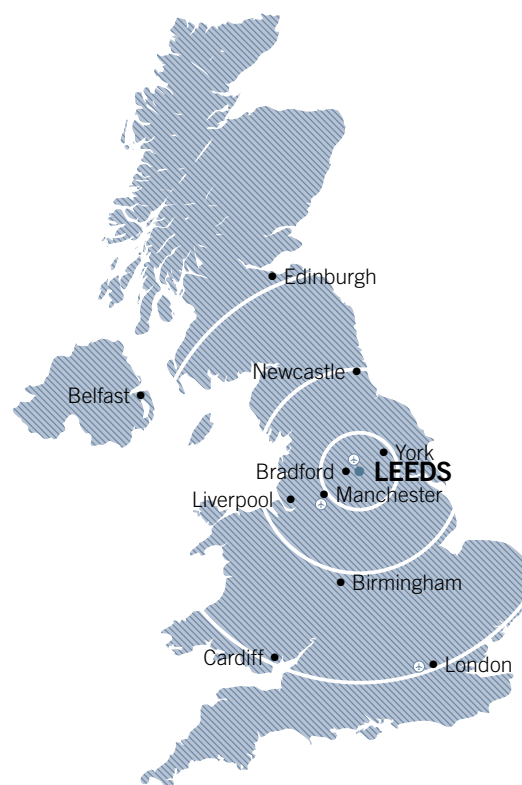 Edinburgh
Newcastle
Belfast
York
Bradford
LEEDS
Liverpool
Manchester
Birmingham
Cardiff
London